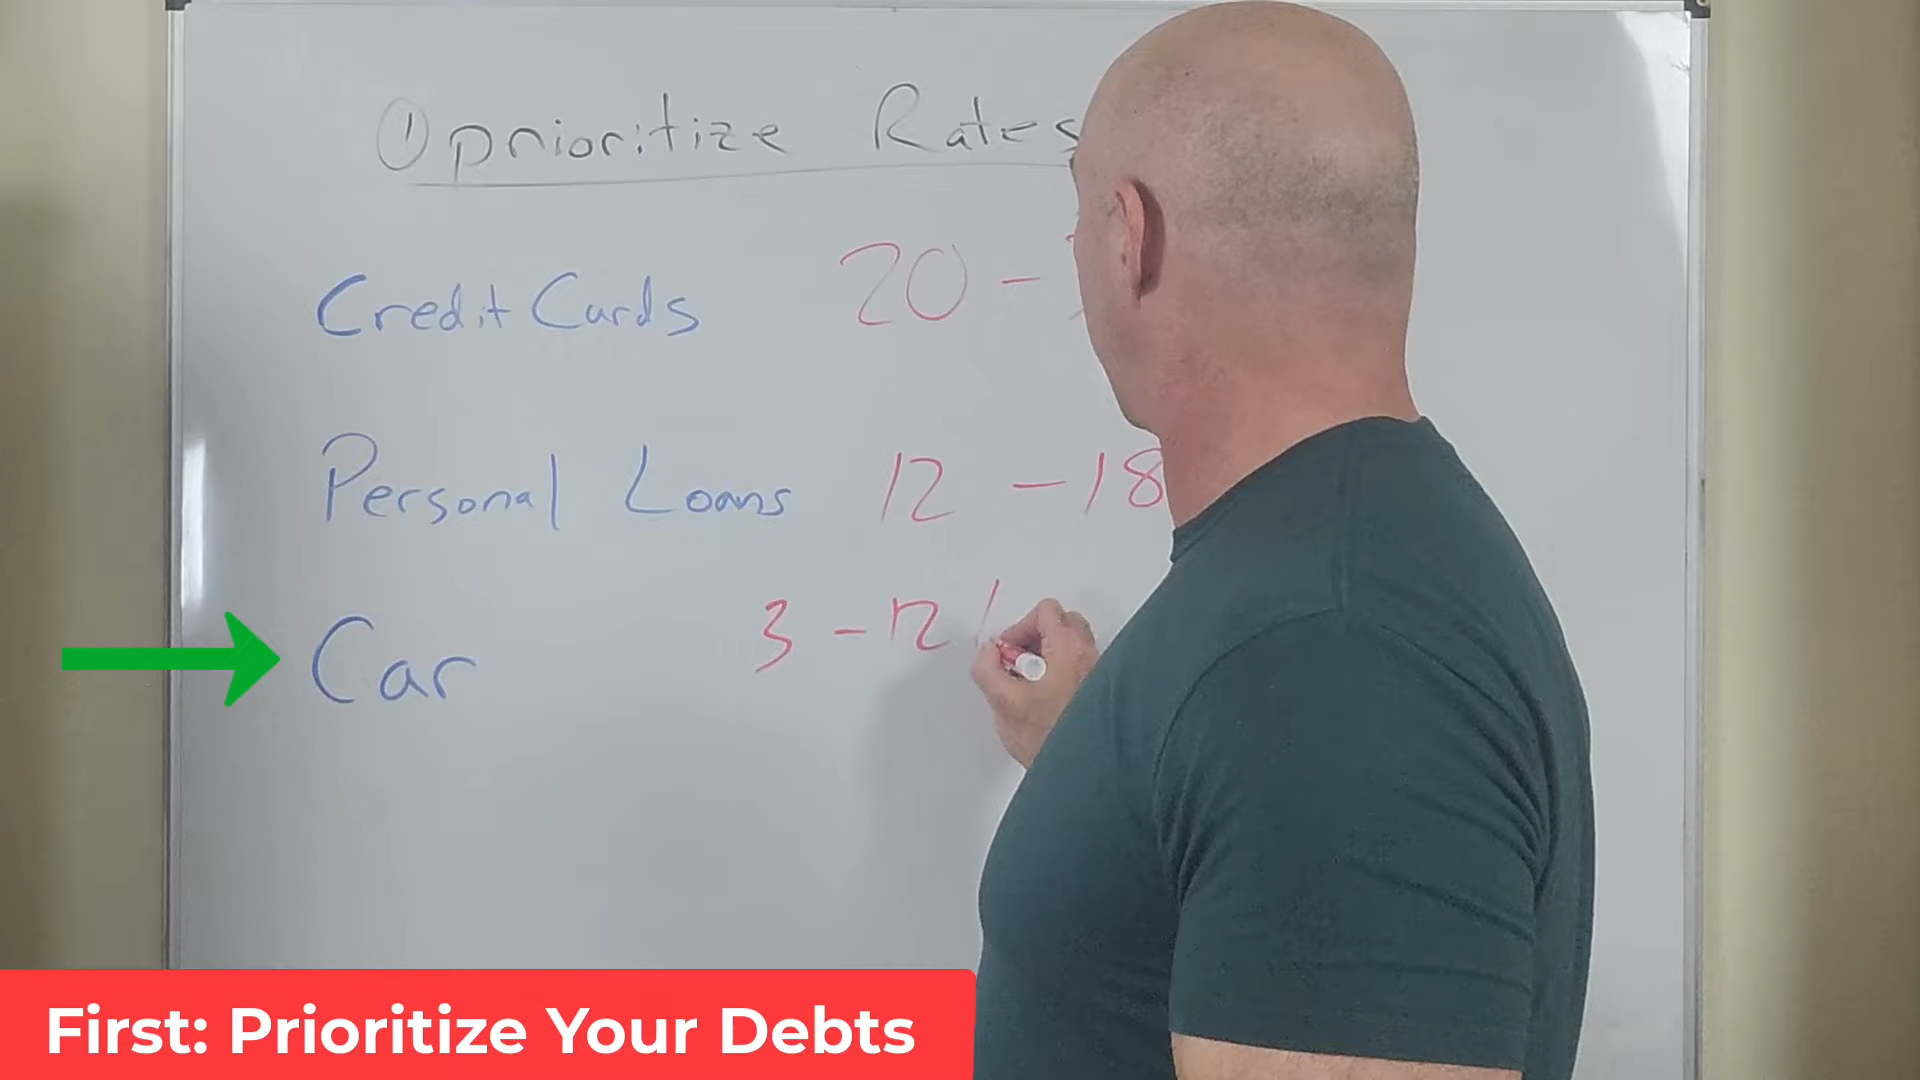 ① prioritize Rates
Credit Cards 20 -
Personal Loans 12 - 18
Car 3 - 12
First: Prioritize Your Debts